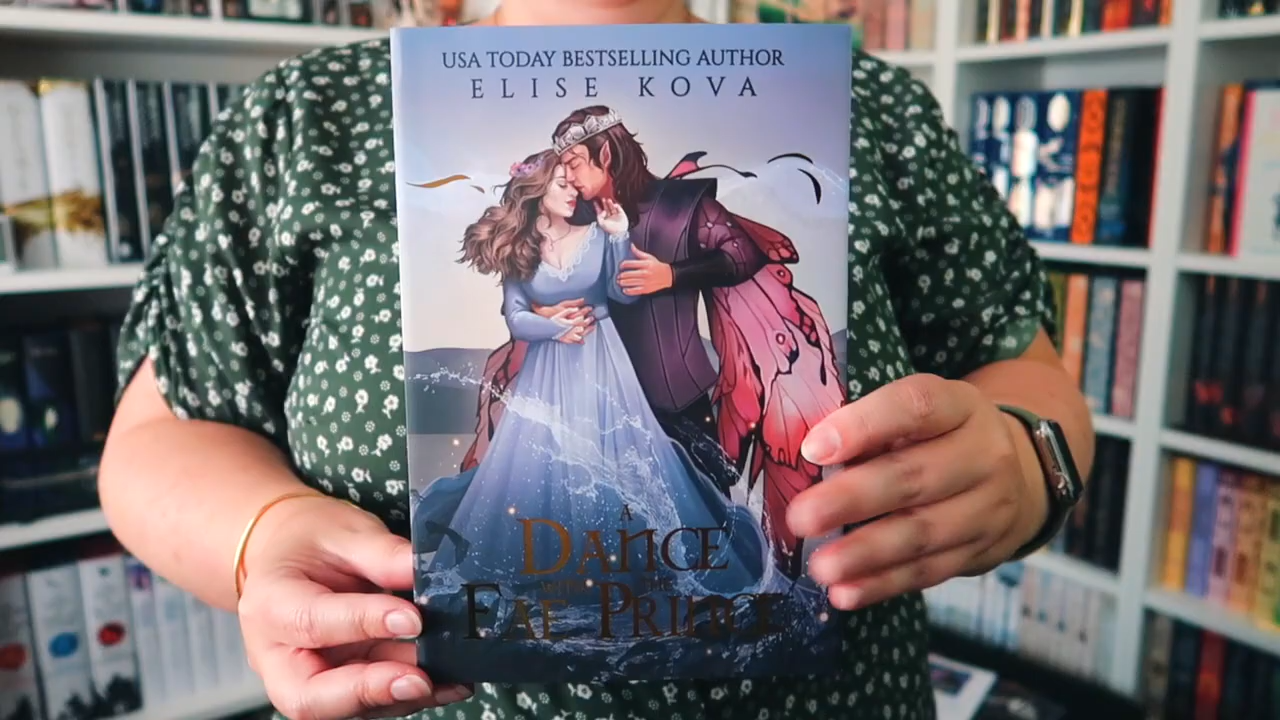 USA TODAY BESTSELLING AUTHOR
ELISE KOVA
A
DANCE
WITH THE
FAE PRINCE